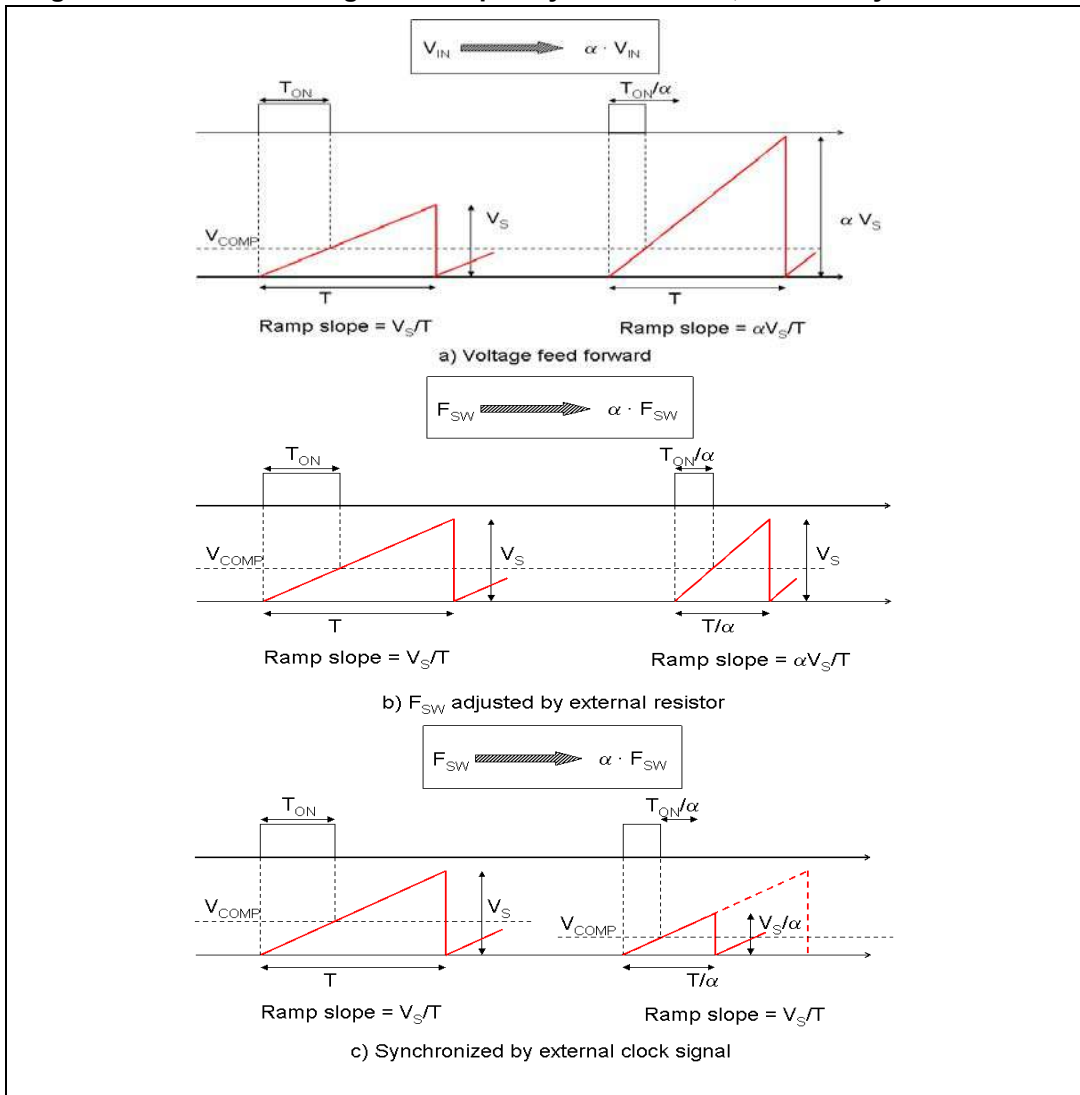 V_IN α · V_IN
T_ON T_ON/α
V_S α V_S
V_COMP
T T
Ramp slope = V_S/T Ramp slope = αV_S/T
a) Voltage feed forward
F_SW α · F_SW
T_ON T_ON/α
V_COMP V_S V_S
T T/α
Ramp slope = V_S/T Ramp slope = αV_S/T
b) F_SW adjusted by external resistor
F_SW α · F_SW
T_ON T_ON/α
V_COMP V_S V_COMP V_S/α
T T/α
Ramp slope = V_S/T Ramp slope = V_S/T
c) Synchronized by external clock signal